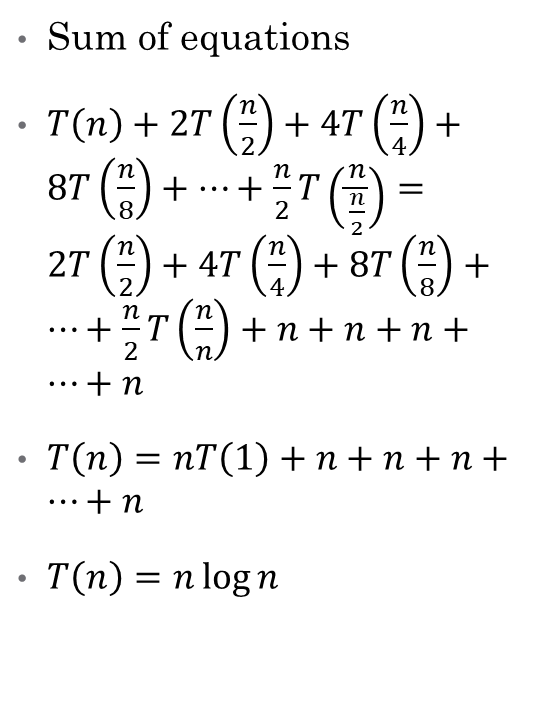 • Sum of equations
• T(n) + 2T(n/2) + 4T(n/4) +
8T(n/8) + ⋯ + n/2 T(n/(n/2)) =
2T(n/2) + 4T(n/4) + 8T(n/8) +
⋯ + n/2 T(n/n) + n + n + n +
⋯ + n
• T(n) = nT(1) + n + n + n +
⋯ + n
• T(n) = n log n